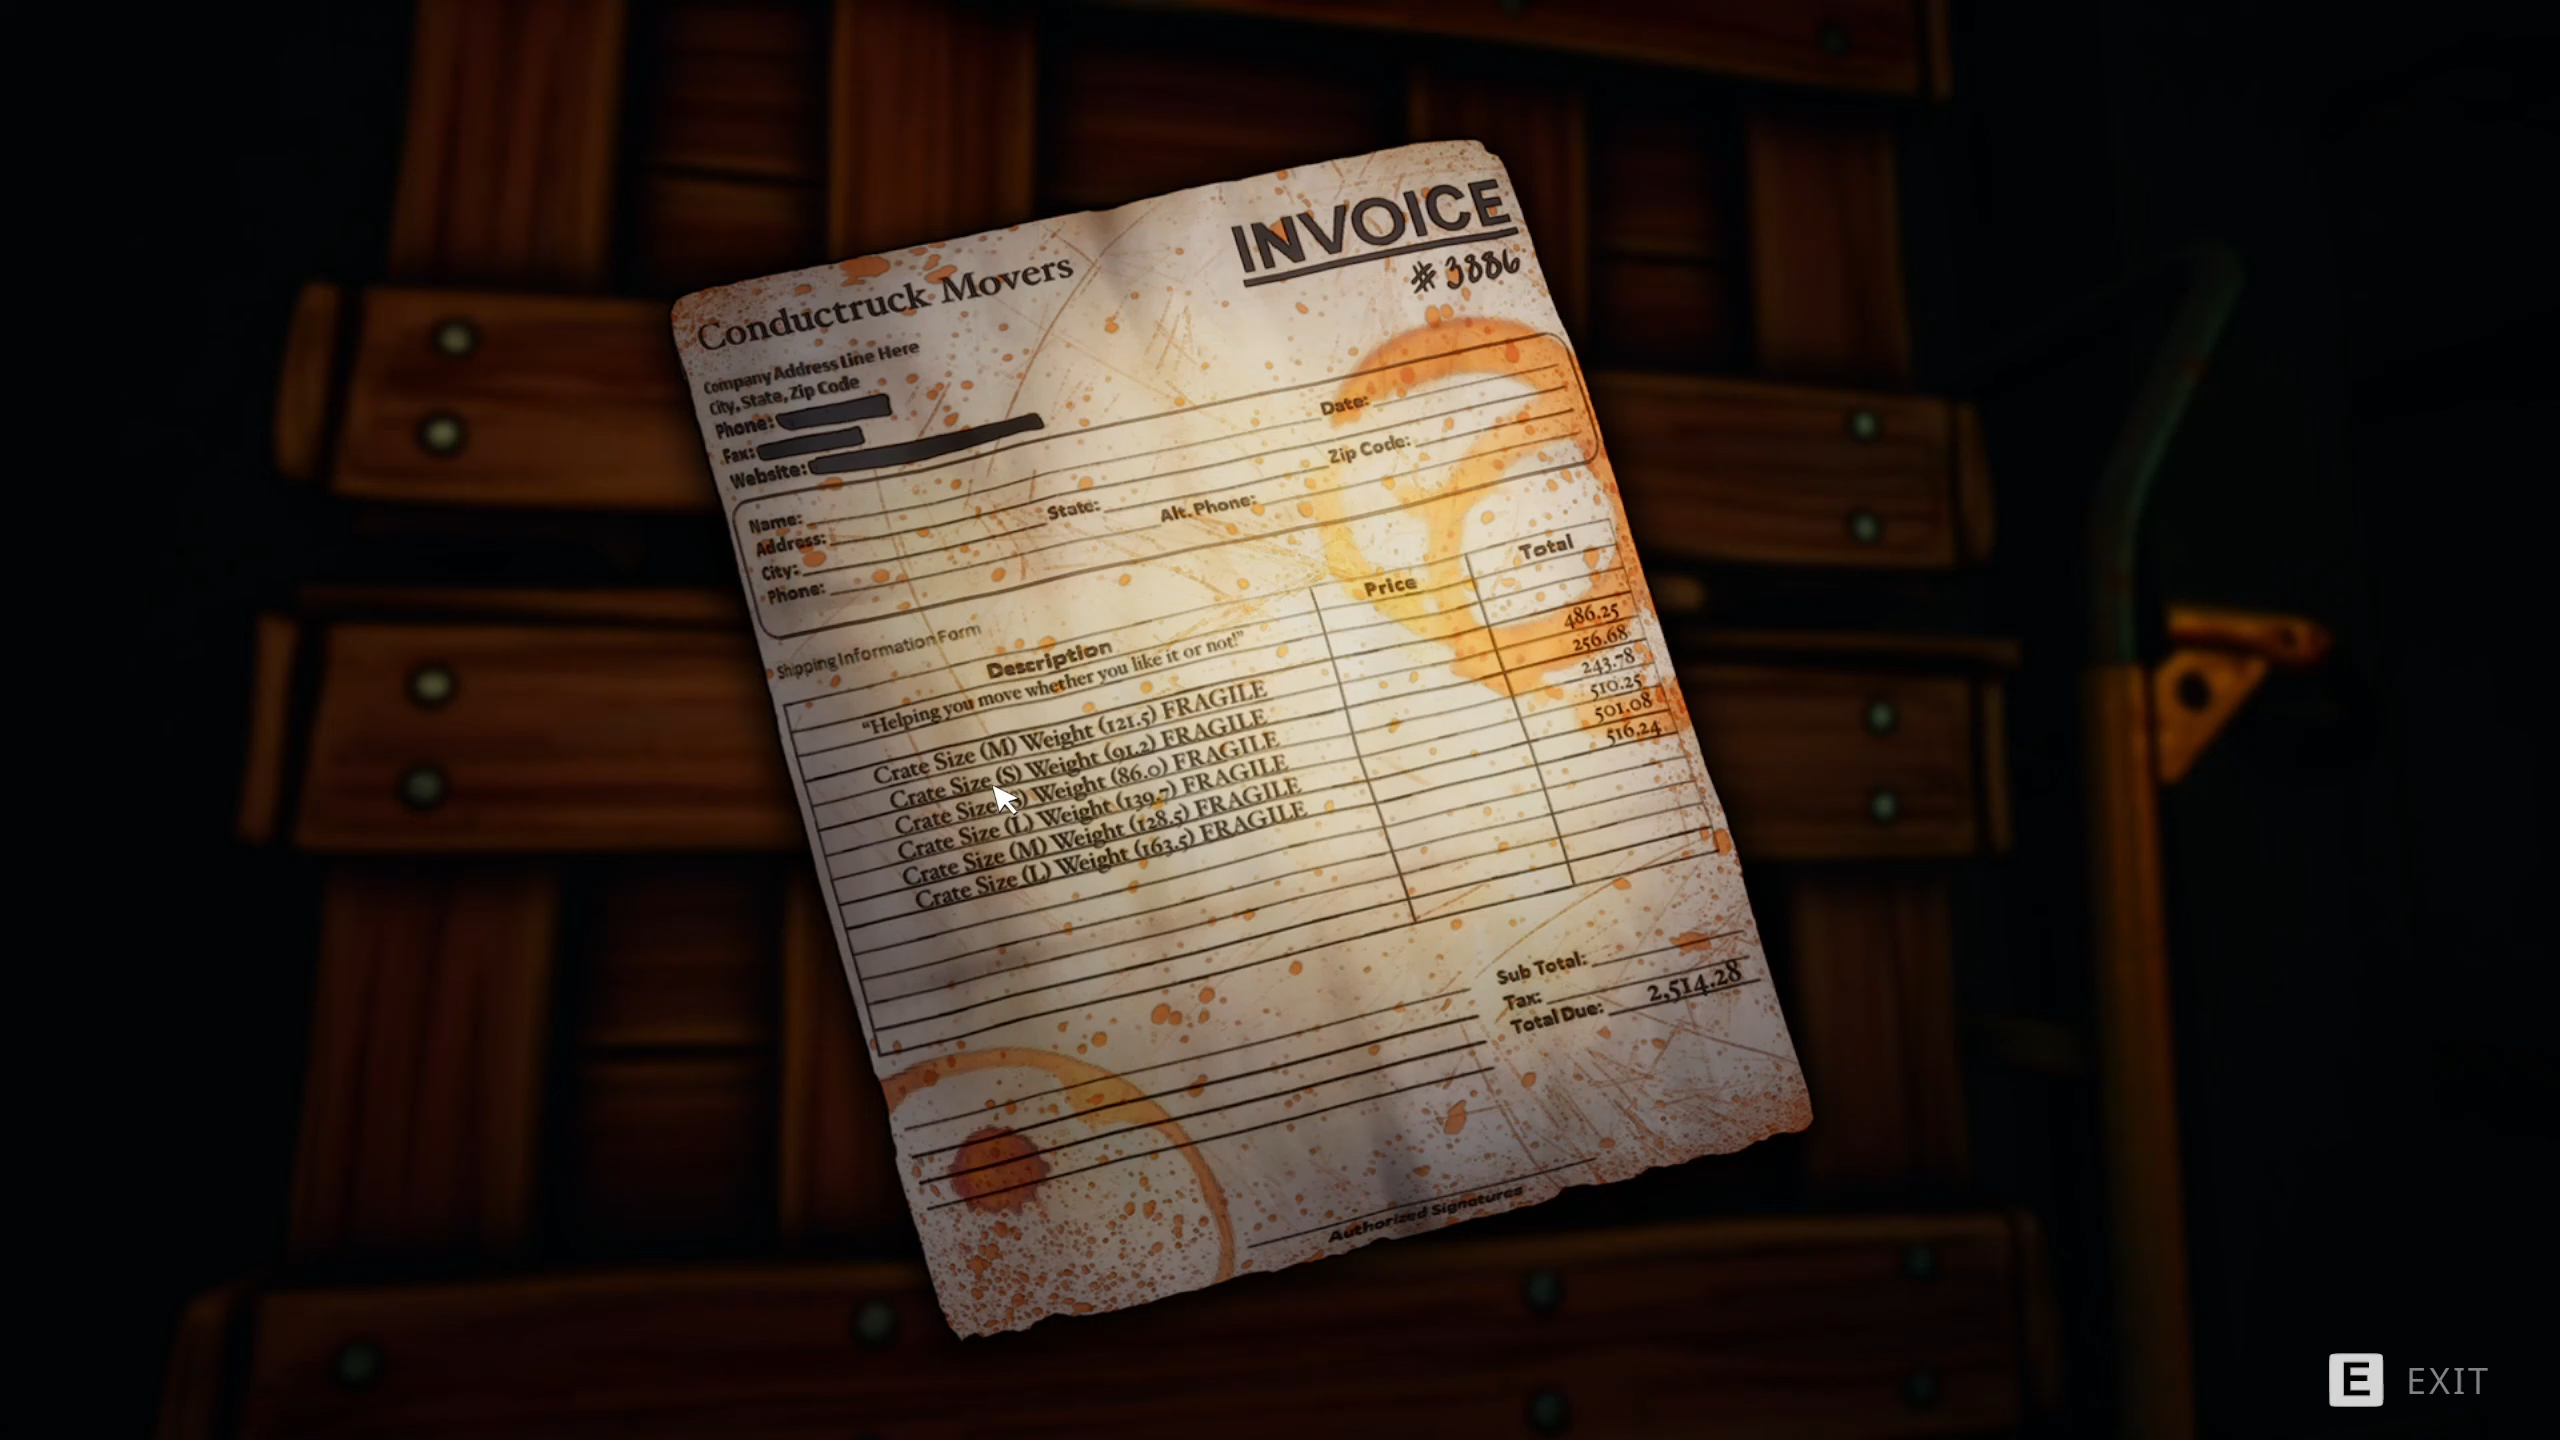 INVOICE
# 3886
Conductruck Movers
Company Address Line Here
City, State, Zip Code
Phone:
Fax:
Website:
Name: Date:
Address:
City: State: Zip Code:
Phone: Alt. Phone:
Shipping Information Form
Description Price Total
“Helping you move whether you like it or not!”
Crate Size (M) Weight (121.5) FRAGILE 486.25
Crate Size (S) Weight (91.2) FRAGILE 256.68
Crate Size Weight (86.0) FRAGILE 243.78
Crate Size (L) Weight (139.7) FRAGILE 510.25
Crate Size (M) Weight (128.5) FRAGILE 501.08
Crate Size (L) Weight (163.5) FRAGILE 516.24
Sub Total:
Tax:
Total Due: 2,514.28
Authorized Signatures
E EXIT